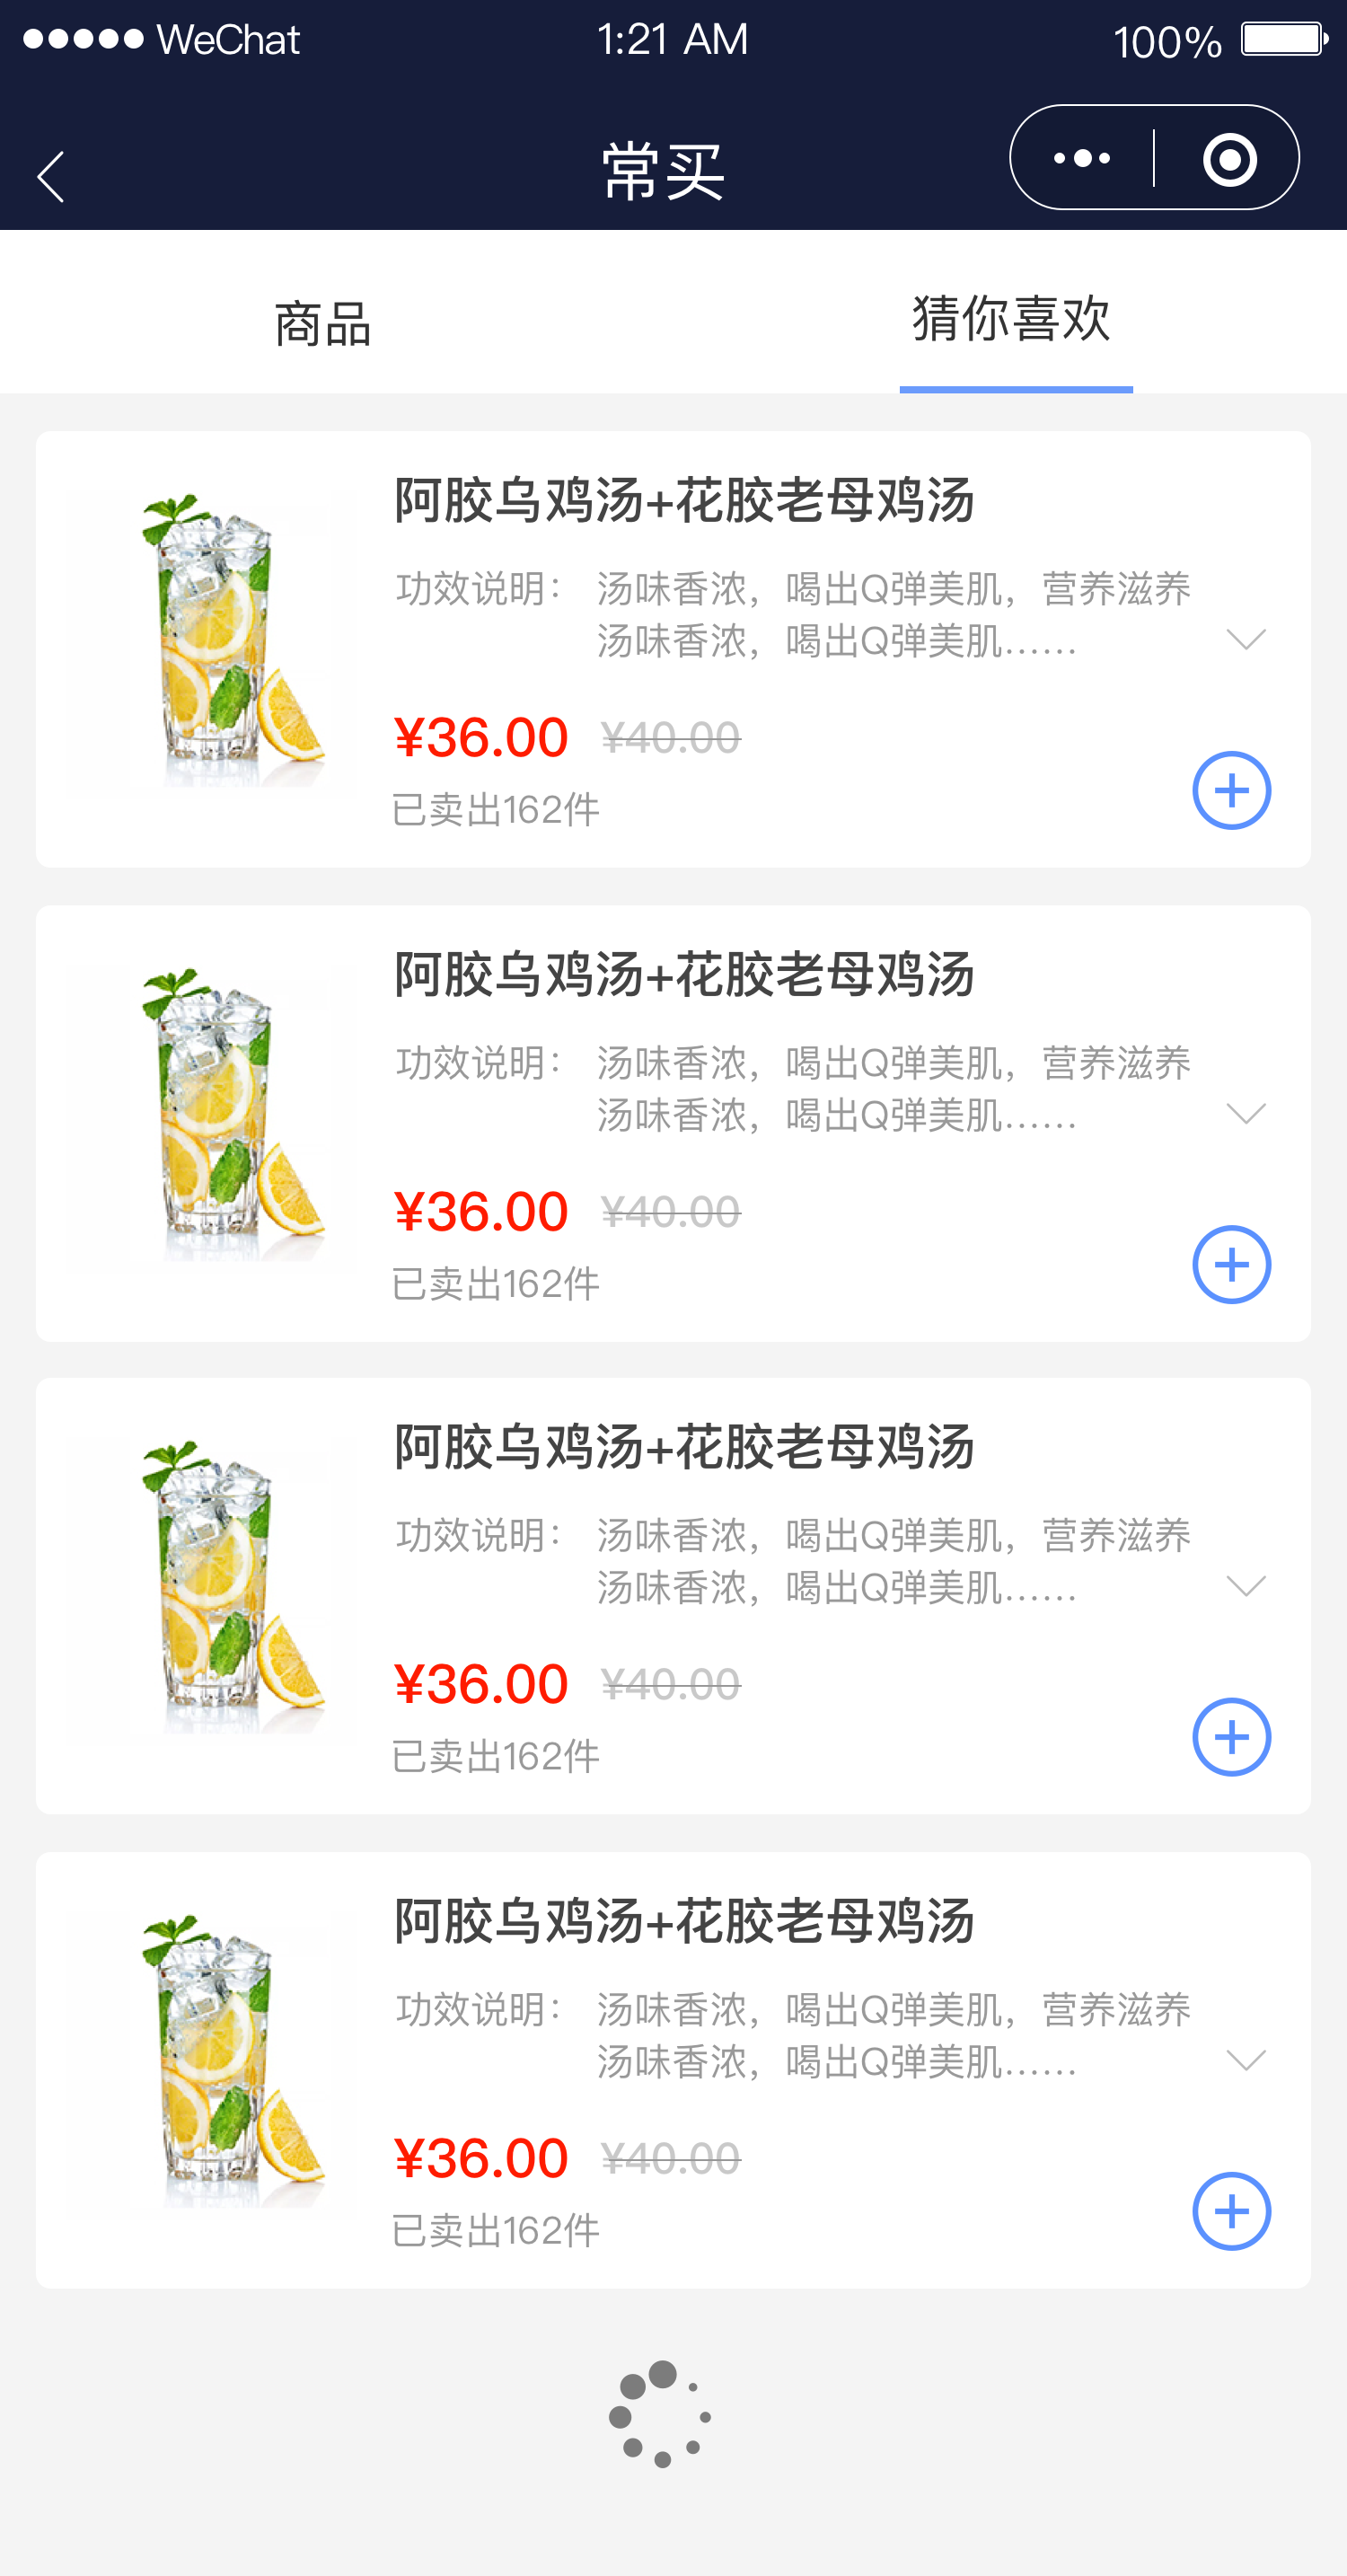 WeChat 1:21 AM 100%
常买
商品 猜你喜欢
阿胶乌鸡汤+花胶老母鸡汤
功效说明： 汤味香浓，喝出Q弹美肌，营养滋养
汤味香浓，喝出Q弹美肌……
¥36.00 ¥40.00
已卖出162件
阿胶乌鸡汤+花胶老母鸡汤
功效说明： 汤味香浓，喝出Q弹美肌，营养滋养
汤味香浓，喝出Q弹美肌……
¥36.00 ¥40.00
已卖出162件
阿胶乌鸡汤+花胶老母鸡汤
功效说明： 汤味香浓，喝出Q弹美肌，营养滋养
汤味香浓，喝出Q弹美肌……
¥36.00 ¥40.00
已卖出162件
阿胶乌鸡汤+花胶老母鸡汤
功效说明： 汤味香浓，喝出Q弹美肌，营养滋养
汤味香浓，喝出Q弹美肌……
¥36.00 ¥40.00
已卖出162件